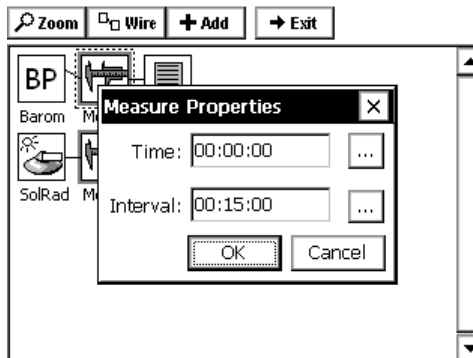 Zoom Wire Add Exit
BP
Barom
Measure Properties
Time: 00:00:00 ...
SolRad
Interval: 00:15:00 ...
OK Cancel